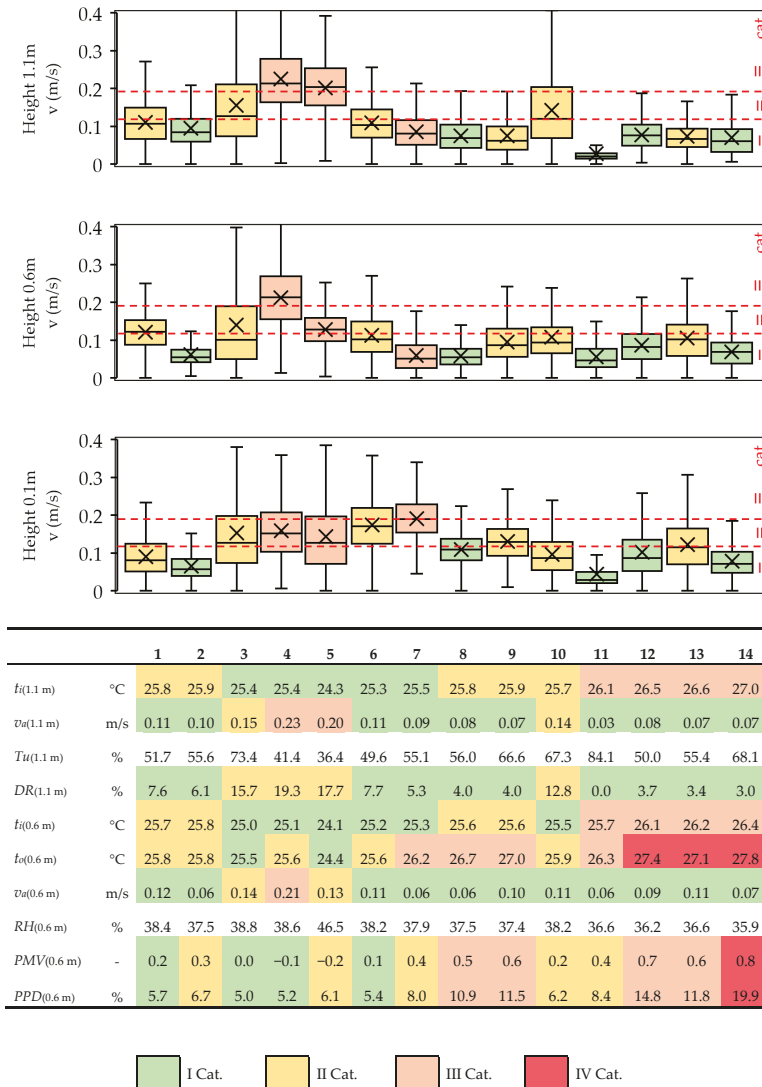 Height 1.1m
v (m/s)
0.4
0.3
0.2
0.1
0
cat.
III
II
I
Height 0.6m
v (m/s)
0.4
0.3
0.2
0.1
0
cat.
III
II
I
Height 0.1m
v (m/s)
0.4
0.3
0.2
0.1
0
cat.
III
II
I
1 2 3 4 5 6 7 8 9 10 11 12 13 14
ti(1.1 m) °C 25.8 25.9 25.4 25.4 24.3 25.3 25.5 25.8 25.9 25.7 26.1 26.5 26.6 27.0
va(1.1 m) m/s 0.11 0.10 0.15 0.23 0.20 0.11 0.09 0.08 0.07 0.14 0.03 0.08 0.07 0.07
Tu(1.1 m) % 51.7 55.6 73.4 41.4 36.4 49.6 55.1 56.0 66.6 67.3 84.1 50.0 55.4 68.1
DR(1.1 m) % 7.6 6.1 15.7 19.3 17.7 7.7 5.3 4.0 4.0 12.8 0.0 3.7 3.4 3.0
ti(0.6 m) °C 25.7 25.8 25.0 25.1 24.1 25.2 25.3 25.6 25.6 25.5 25.7 26.1 26.2 26.4
to(0.6 m) °C 25.8 25.8 25.5 25.6 24.4 25.6 26.2 26.7 27.0 25.9 26.3 27.4 27.1 27.8
va(0.6 m) m/s 0.12 0.06 0.14 0.21 0.13 0.11 0.06 0.06 0.10 0.11 0.06 0.09 0.11 0.07
RH(0.6 m) % 38.4 37.5 38.8 38.6 46.5 38.2 37.9 37.5 37.4 38.2 36.6 36.2 36.6 35.9
PMV(0.6 m) - 0.2 0.3 0.0 −0.1 −0.2 0.1 0.4 0.5 0.6 0.2 0.4 0.7 0.6 0.8
PPD(0.6 m) % 5.7 6.7 5.0 5.2 6.1 5.4 8.0 10.9 11.5 6.2 8.4 14.8 11.8 19.9
I Cat. II Cat. III Cat. IV Cat.